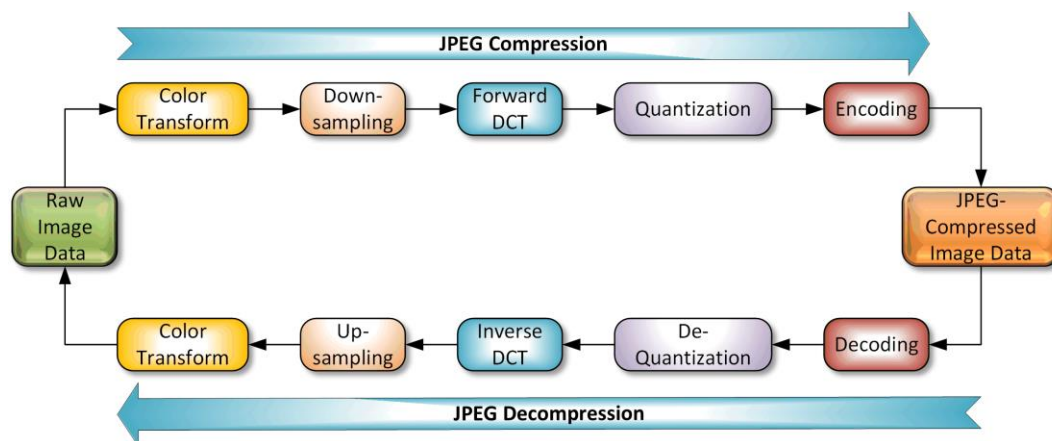 JPEG Compression
Color
Transform
Down-
sampling
Forward
DCT
Quantization
Encoding
Raw
Image
Data
JPEG-
Compressed
Image Data
Color
Transform
Up-
sampling
Inverse
DCT
De-
Quantization
Decoding
JPEG Decompression